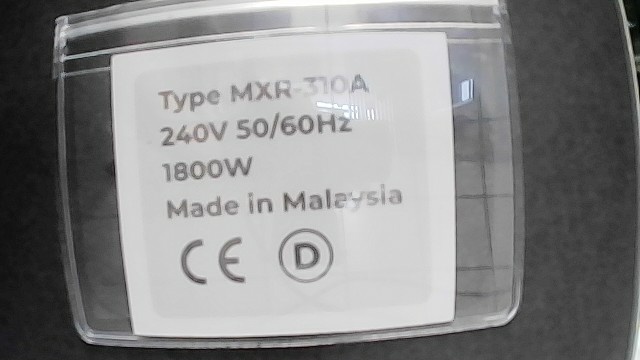 Type MXR-310A
240V 50/60Hz
1800W
Made in Malaysia
CE D